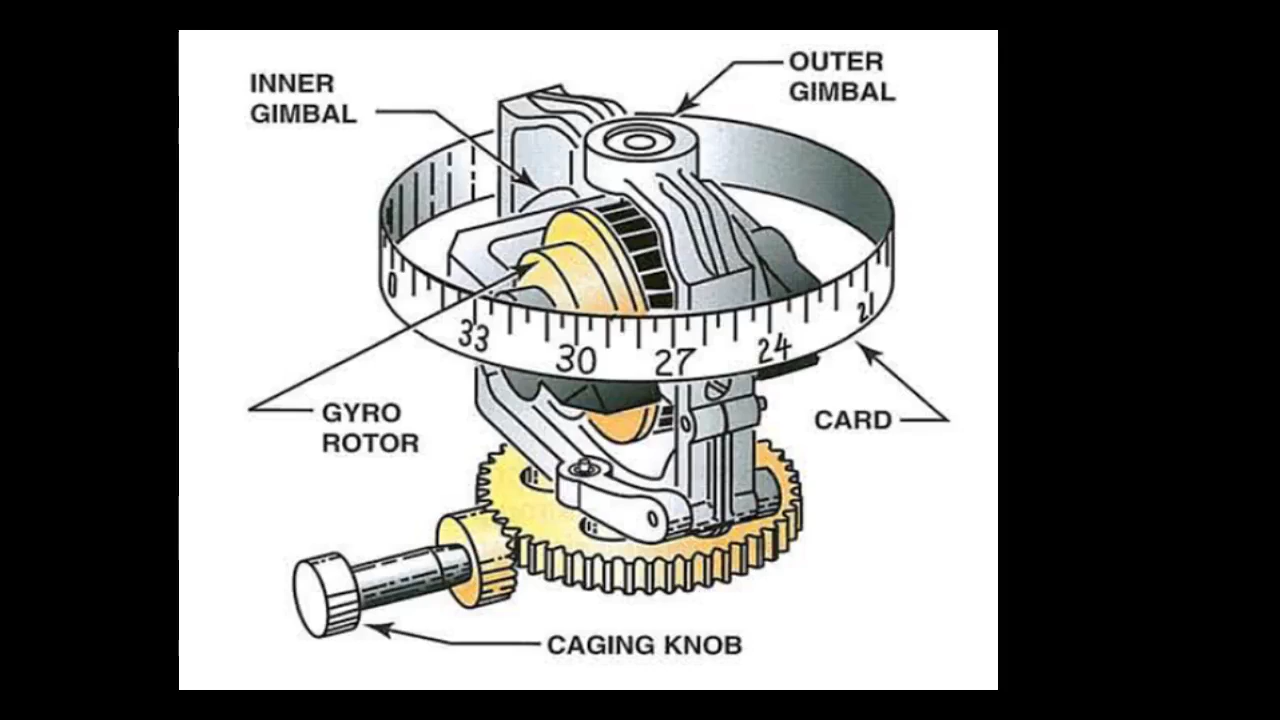 OUTER
GIMBAL
INNER
GIMBAL
0
33
30
27
24
21
GYRO
ROTOR
CARD
CAGING KNOB